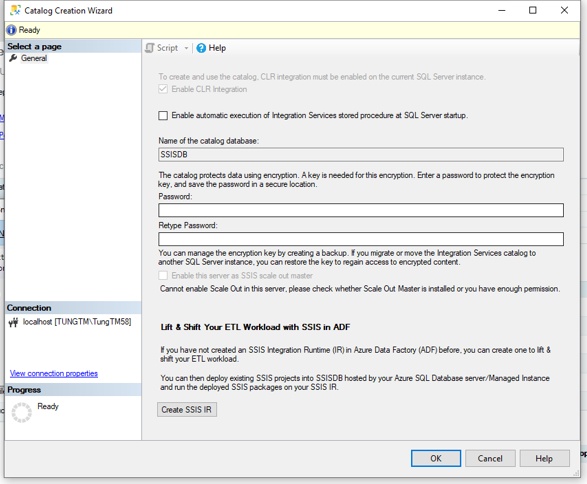 Catalog Creation Wizard
Ready
Select a page
General
Script
Help
To create and use the catalog, CLR integration must be enabled on the current SQL Server instance.
Enable CLR Integration
Enable automatic execution of Integration Services stored procedure at SQL Server startup.
Name of the catalog database:
SSISDB
The catalog protects data using encryption. A key is needed for this encryption. Enter a password to protect the encryption
key, and save the password in a secure location.
Password:
Retype Password:
You can manage the encryption key by creating a backup. If you migrate or move the Integration Services catalog to
another SQL Server instance, you can restore the key to regain access to encrypted content.
Enable this server as SSIS scale out master
Cannot enable Scale Out in this server, please check whether Scale Out Master is installed or you have enough permission.
Connection
localhost [TUNGTM\TungTM58]
View connection properties
Progress
Ready
Lift & Shift Your ETL Workload with SSIS in ADF
If you have not created an SSIS Integration Runtime (IR) in Azure Data Factory (ADF) before, you can create one to lift &
shift your ETL workload.
You can then deploy existing SSIS projects into SSISDB hosted by your Azure SQL Database server/Managed Instance
and run the deployed SSIS packages on your SSIS IR.
Create SSIS IR
OK
Cancel
Help